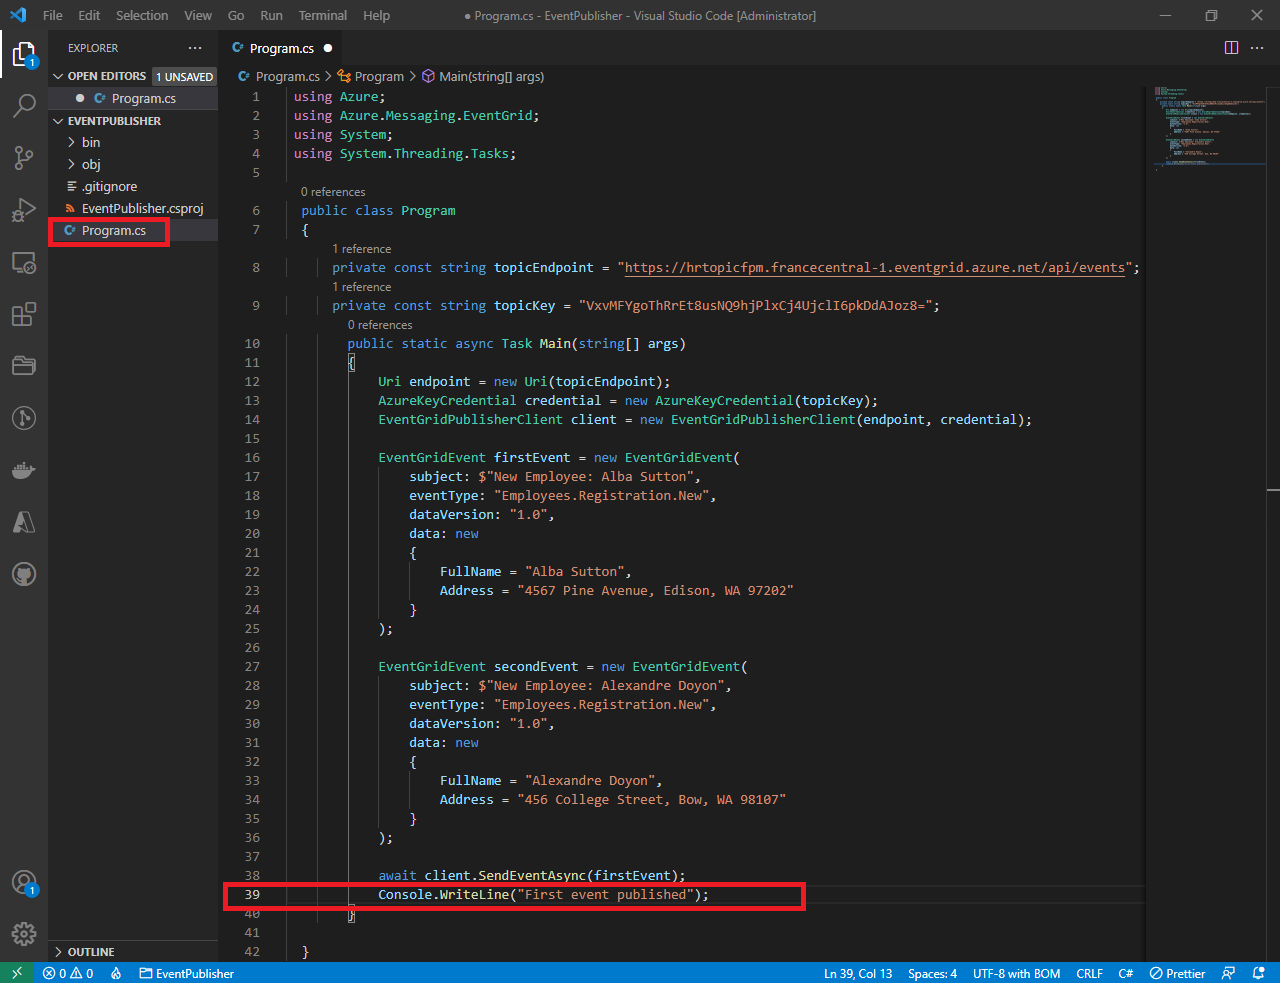 File Edit Selection View Go Run Terminal Help
● Program.cs - EventPublisher - Visual Studio Code [Administrator]
EXPLORER ...
OPEN EDITORS 1 UNSAVED
● C# Program.cs
EVENTPUBLISHER
bin
obj
.gitignore
EventPublisher.csproj
C# Program.cs
OUTLINE
1
1
C# Program.cs ●
C# Program.cs > Program > Main(string[] args)
1 using Azure;
2 using Azure.Messaging.EventGrid;
3 using System;
4 using System.Threading.Tasks;
5
0 references
6 public class Program
7 {
1 reference
8 private const string topicEndpoint = "https://hrtopicfpm.francecentral-1.eventgrid.azure.net/api/events";
1 reference
9 private const string topicKey = "VxvMFYgoThRrEt8usNQ9hjPlxCj4UjclI6pkDdAJoz8=";
0 references
10 public static async Task Main(string[] args)
11 {
12 Uri endpoint = new Uri(topicEndpoint);
13 AzureKeyCredential credential = new AzureKeyCredential(topicKey);
14 EventGridPublisherClient client = new EventGridPublisherClient(endpoint, credential);
15
16 EventGridEvent firstEvent = new EventGridEvent(
17 subject: $"New Employee: Alba Sutton",
18 eventType: "Employees.Registration.New",
19 dataVersion: "1.0",
20 data: new
21 {
22 FullName = "Alba Sutton",
23 Address = "4567 Pine Avenue, Edison, WA 97202"
24 }
25 );
26
27 EventGridEvent secondEvent = new EventGridEvent(
28 subject: $"New Employee: Alexandre Doyon",
29 eventType: "Employees.Registration.New",
30 dataVersion: "1.0",
31 data: new
32 {
33 FullName = "Alexandre Doyon",
34 Address = "456 College Street, Bow, WA 98107"
35 }
36 );
37
38 await client.SendEventAsync(firstEvent);
39 Console.WriteLine("First event published");
40 }
41
42 }
0 0 EventPublisher Ln 39, Col 13 Spaces: 4 UTF-8 with BOM CRLF C# Prettier